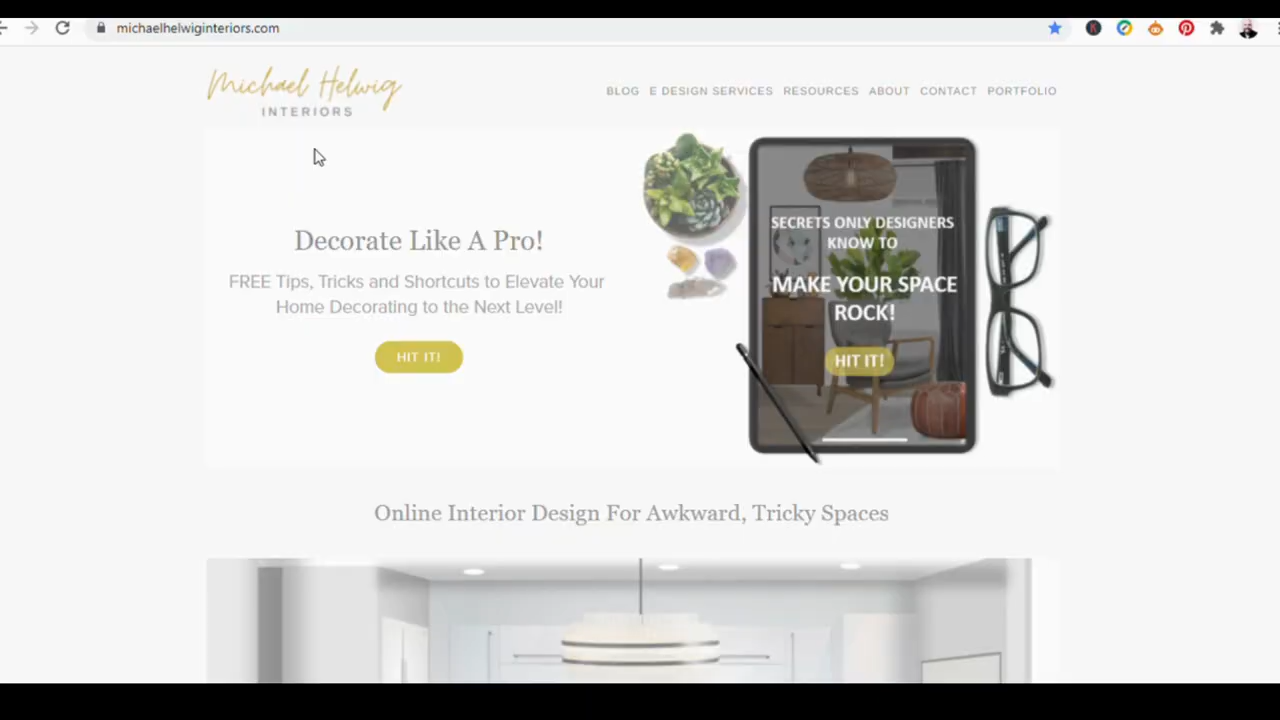 michaelhelwiginteriors.com
Michael Helwig
INTERIORS
BLOG E DESIGN SERVICES RESOURCES ABOUT CONTACT PORTFOLIO
Decorate Like A Pro!
FREE Tips, Tricks and Shortcuts to Elevate Your
Home Decorating to the Next Level!
HIT IT!
SECRETS ONLY DESIGNERS
KNOW TO
MAKE YOUR SPACE
ROCK!
HIT IT!
Online Interior Design For Awkward, Tricky Spaces